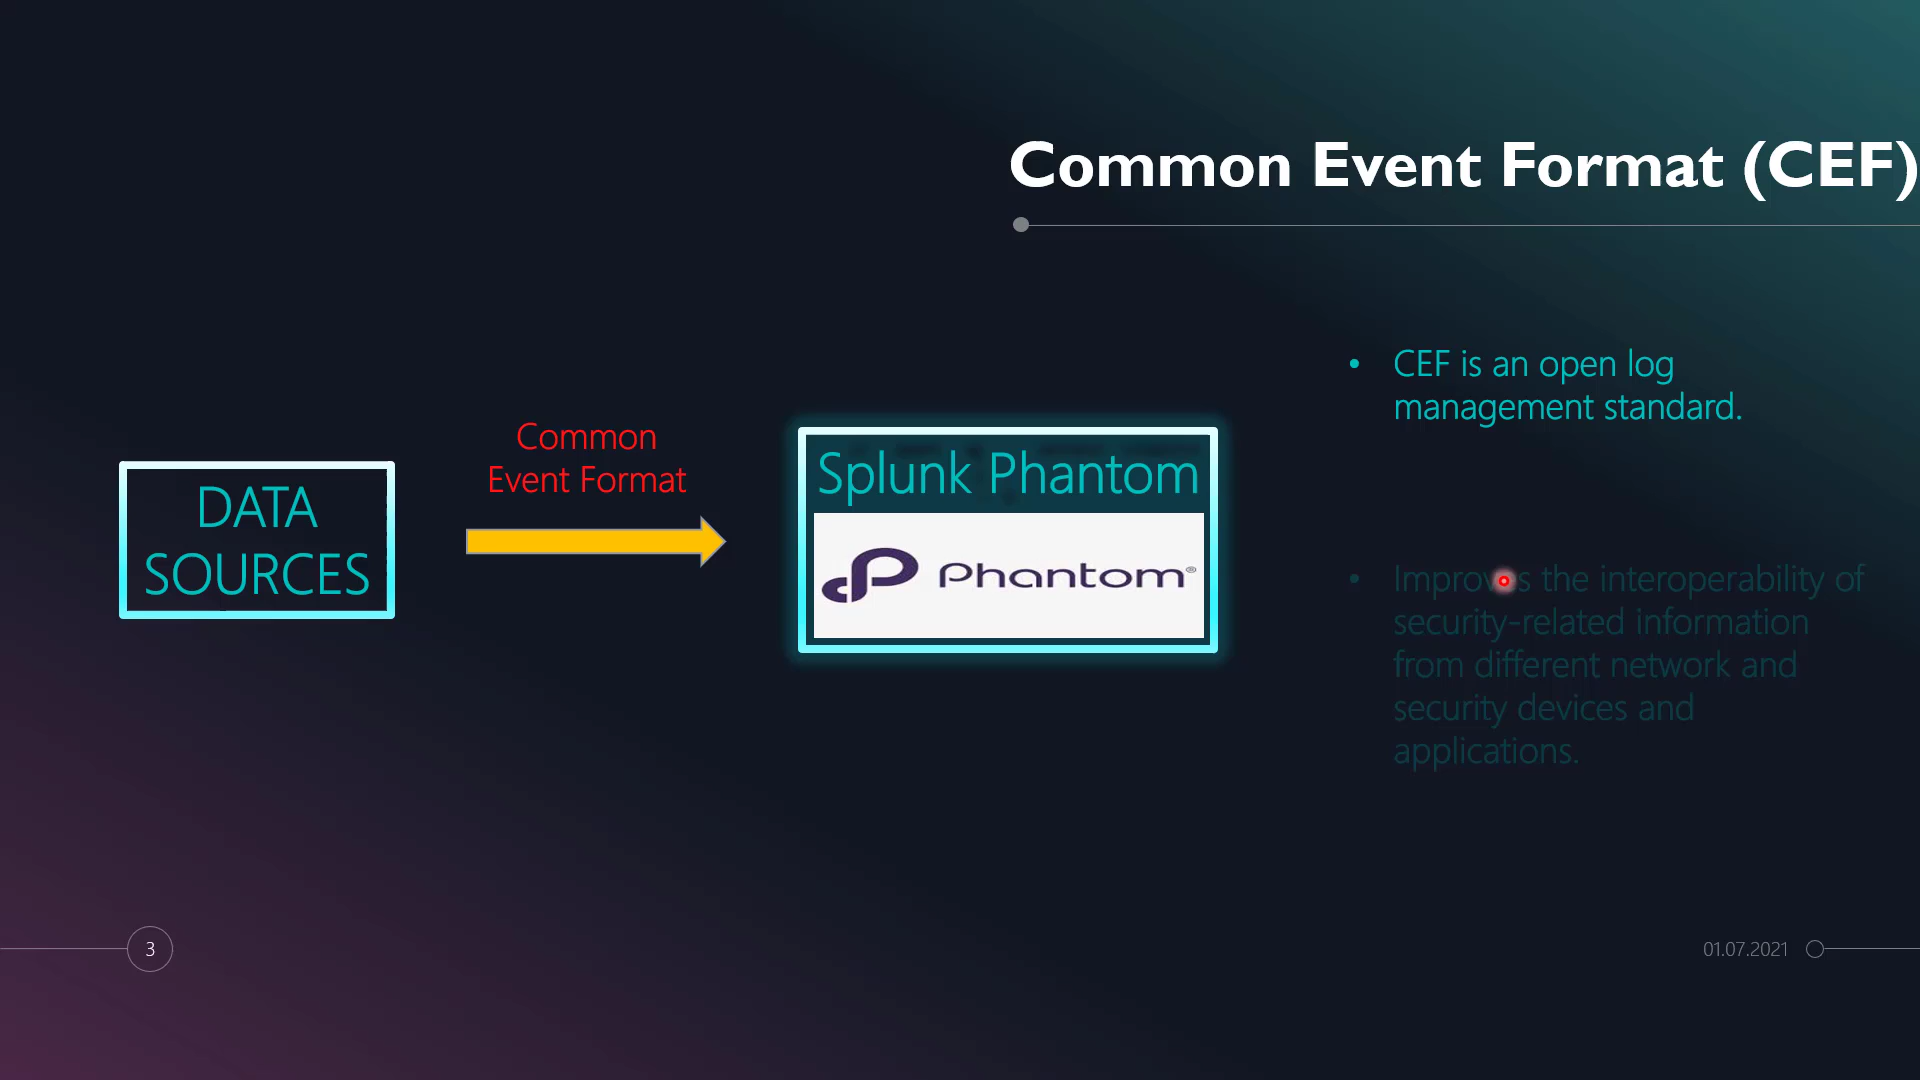 Common Event Format (CEF)
DATA
SOURCES
Common
Event Format
Splunk Phantom
Phantom®
• CEF is an open log
management standard.
• Improves the interoperability of
security-related information
from different network and
security devices and
applications.
3
01.07.2021